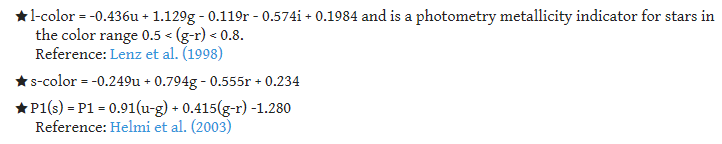 ★ l-color = -0.436u + 1.129g - 0.119r - 0.574i + 0.1984 and is a photometry metallicity indicator for stars in
the color range 0.5 < (g-r) < 0.8.
Reference: Lenz et al. (1998)
★ s-color = -0.249u + 0.794g - 0.555r + 0.234
★ P1(s) = P1 = 0.91(u-g) + 0.415(g-r) -1.280
Reference: Helmi et al. (2003)